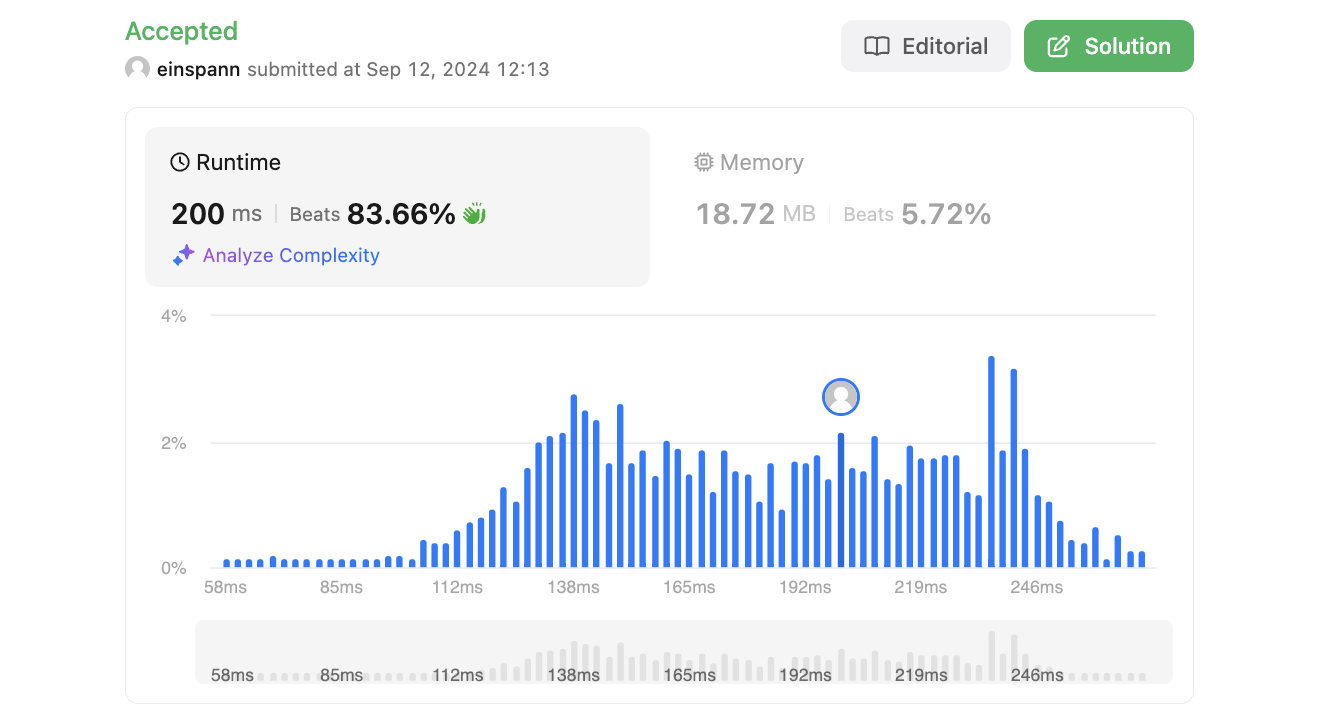 Accepted
Editorial
Solution
einspann submitted at Sep 12, 2024 12:13
Runtime
200 ms | Beats 83.66%
Analyze Complexity
Memory
18.72 MB | Beats 5.72%
4%
2%
0%
58ms 85ms 112ms 138ms 165ms 192ms 219ms 246ms
58ms 85ms 112ms 138ms 165ms 192ms 219ms 246ms